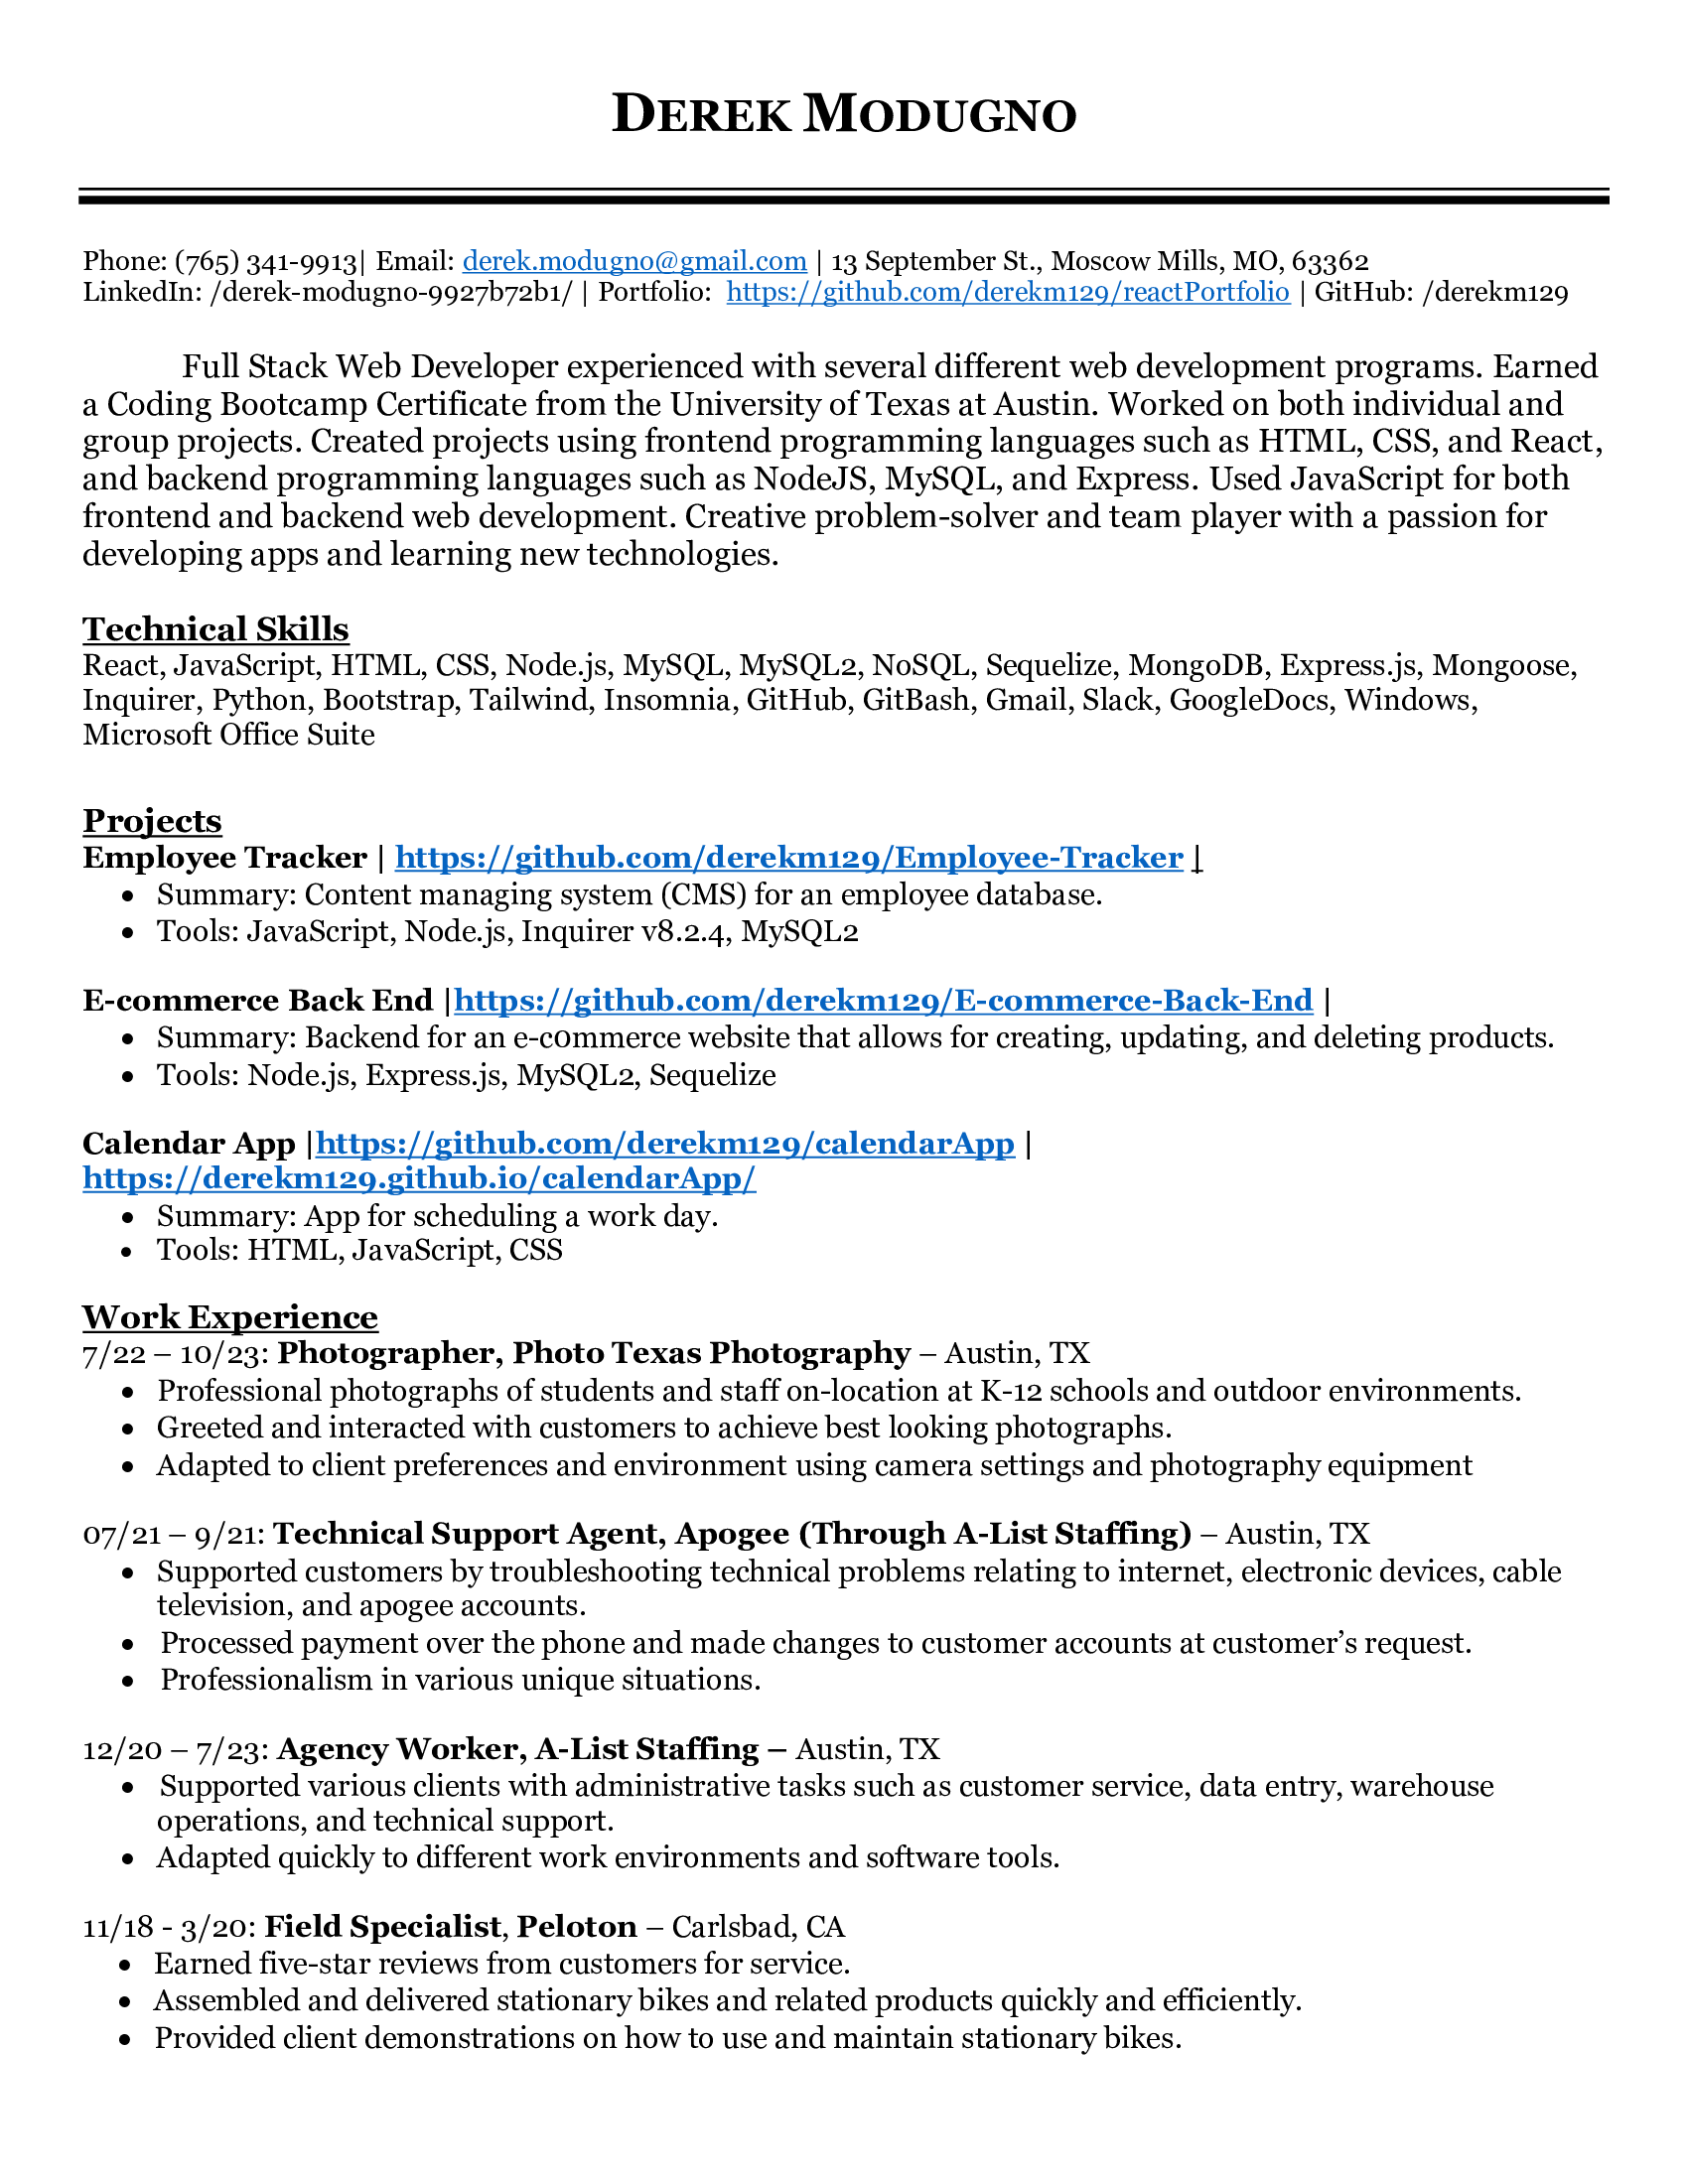 DEREK MODUGNO
Phone: (765) 341-9913| Email: derek.modugno@gmail.com | 13 September St., Moscow Mills, MO, 63362
LinkedIn: /derek-modugno-9927b72b1/ | Portfolio: https://github.com/derekm129/reactPortfolio | GitHub: /derekm129
Full Stack Web Developer experienced with several different web development programs. Earned
a Coding Bootcamp Certificate from the University of Texas at Austin. Worked on both individual and
group projects. Created projects using frontend programming languages such as HTML, CSS, and React,
and backend programming languages such as NodeJS, MySQL, and Express. Used JavaScript for both
frontend and backend web development. Creative problem-solver and team player with a passion for
developing apps and learning new technologies.
Technical Skills
React, JavaScript, HTML, CSS, Node.js, MySQL, MySQL2, NoSQL, Sequelize, MongoDB, Express.js, Mongoose,
Inquirer, Python, Bootstrap, Tailwind, Insomnia, GitHub, GitBash, Gmail, Slack, GoogleDocs, Windows,
Microsoft Office Suite
Projects
Employee Tracker | https://github.com/derekm129/Employee-Tracker |
• Summary: Content managing system (CMS) for an employee database.
• Tools: JavaScript, Node.js, Inquirer v8.2.4, MySQL2
E-commerce Back End |https://github.com/derekm129/E-commerce-Back-End |
• Summary: Backend for an e-c0mmerce website that allows for creating, updating, and deleting products.
• Tools: Node.js, Express.js, MySQL2, Sequelize
Calendar App |https://github.com/derekm129/calendarApp |
https://derekm129.github.io/calendarApp/
• Summary: App for scheduling a work day.
• Tools: HTML, JavaScript, CSS
Work Experience
7/22 – 10/23: Photographer, Photo Texas Photography – Austin, TX
• Professional photographs of students and staff on-location at K-12 schools and outdoor environments.
• Greeted and interacted with customers to achieve best looking photographs.
• Adapted to client preferences and environment using camera settings and photography equipment
07/21 – 9/21: Technical Support Agent, Apogee (Through A-List Staffing) – Austin, TX
• Supported customers by troubleshooting technical problems relating to internet, electronic devices, cable
television, and apogee accounts.
• Processed payment over the phone and made changes to customer accounts at customer’s request.
• Professionalism in various unique situations.
12/20 – 7/23: Agency Worker, A-List Staffing – Austin, TX
• Supported various clients with administrative tasks such as customer service, data entry, warehouse
operations, and technical support.
• Adapted quickly to different work environments and software tools.
11/18 - 3/20: Field Specialist, Peloton – Carlsbad, CA
• Earned five-star reviews from customers for service.
• Assembled and delivered stationary bikes and related products quickly and efficiently.
• Provided client demonstrations on how to use and maintain stationary bikes.